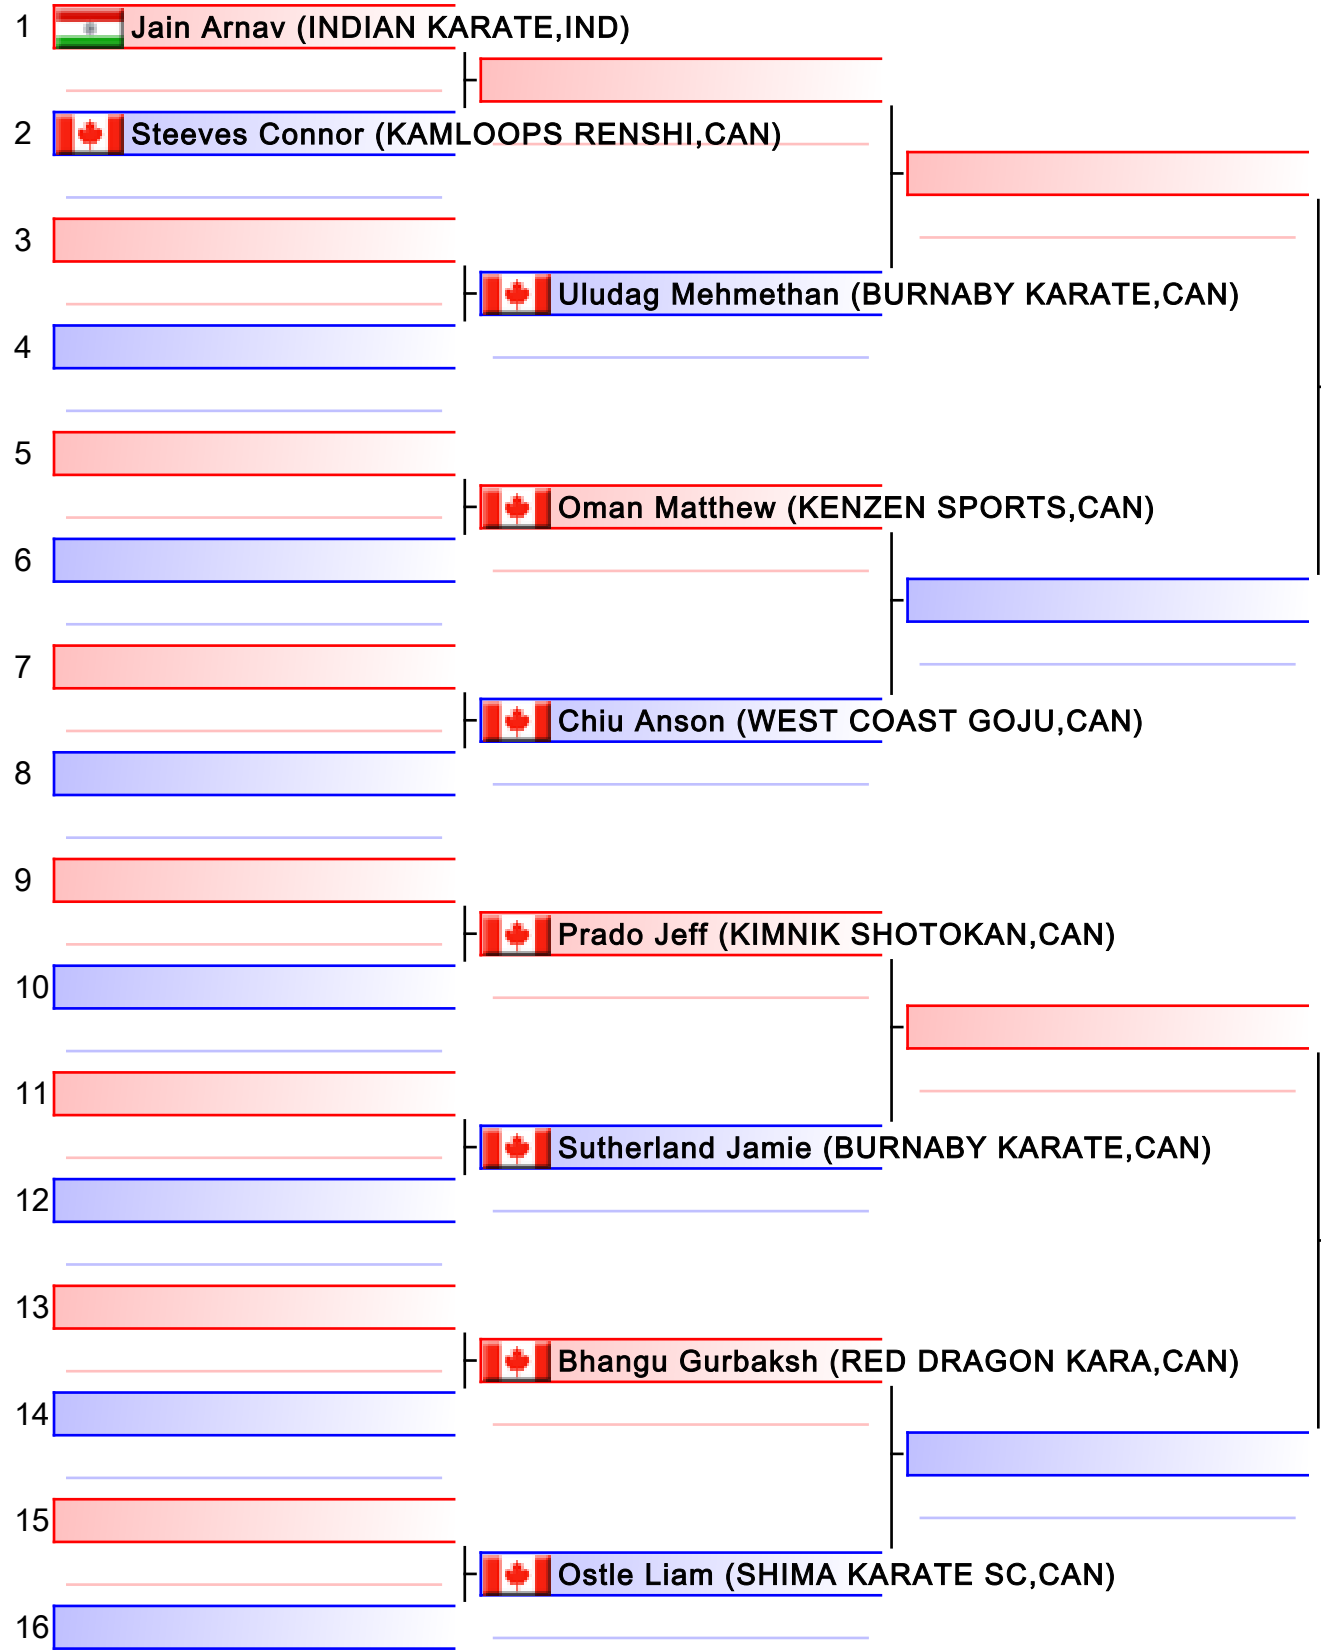 1 Jain Arnav (INDIAN KARATE,IND)
2 Steeves Connor (KAMLOOPS RENSHI,CAN)
3
Uludag Mehmethan (BURNABY KARATE,CAN)
4
5
Oman Matthew (KENZEN SPORTS,CAN)
6
7
Chiu Anson (WEST COAST GOJU,CAN)
8
9
Prado Jeff (KIMNIK SHOTOKAN,CAN)
10
11
Sutherland Jamie (BURNABY KARATE,CAN)
12
13
Bhangu Gurbaksh (RED DRAGON KARA,CAN)
14
15
Ostle Liam (SHIMA KARATE SC,CAN)
16